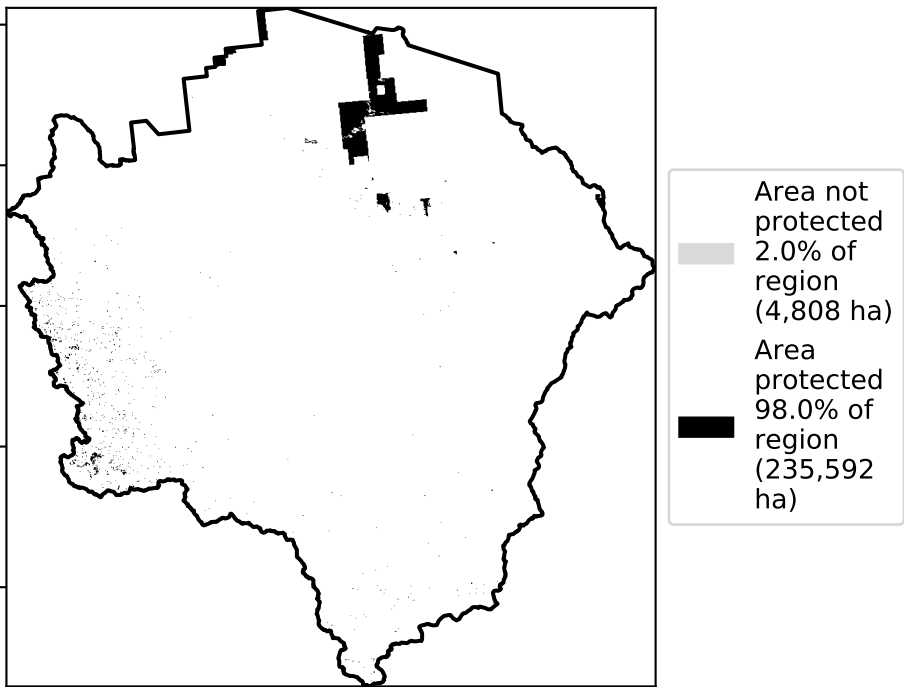 Area not
protected
2.0% of
region
(4,808 ha)
Area
protected
98.0% of
region
(235,592
ha)